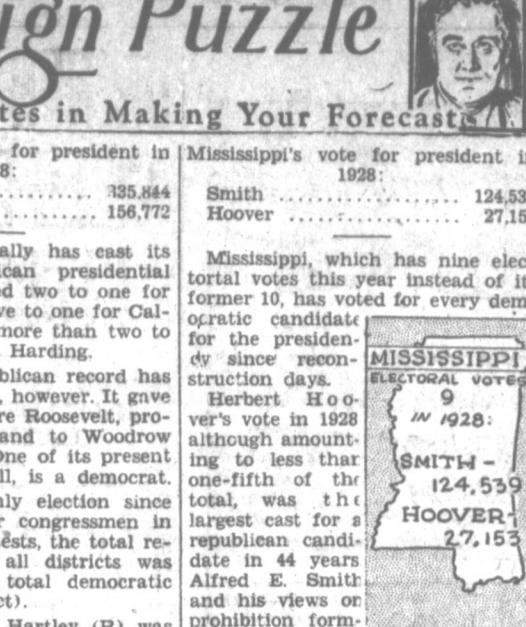 ign Puzzle
tes in Making Your Forecast
for president in
8:
335,844
156,772
ally has cast its
ican presidential
ed two to one for
ve to one for Cal-
more than two to
Harding.
blican record has
, however. It gave
re Roosevelt, pro-
and to Woodrow
One of its present
ll, is a democrat.
nly election since
r congressmen in
ests, the total re-
all districts was
total democratic
ct).
Hartley (R) was
Mississippi's vote for president i
1928:
Smith .................. 124,53
Hoover ................ 27,15
Mississippi, which has nine elec
tortal votes this year instead of it
former 10, has voted for every dem
ocratic candidate
for the presiden-
dy since recon-
struction days.
Herbert Hoo-
ver's vote in 1928
although amount-
ing to less than
one-fifth of the
total, was the
largest cast for a
republican candi-
date in 44 years
Alfred E. Smith
and his views on
prohibition form-
MISSISSIPPI
ELECTORAL VOTES
9
IN 1928:
SMITH -
124,539
HOOVER -
27,153